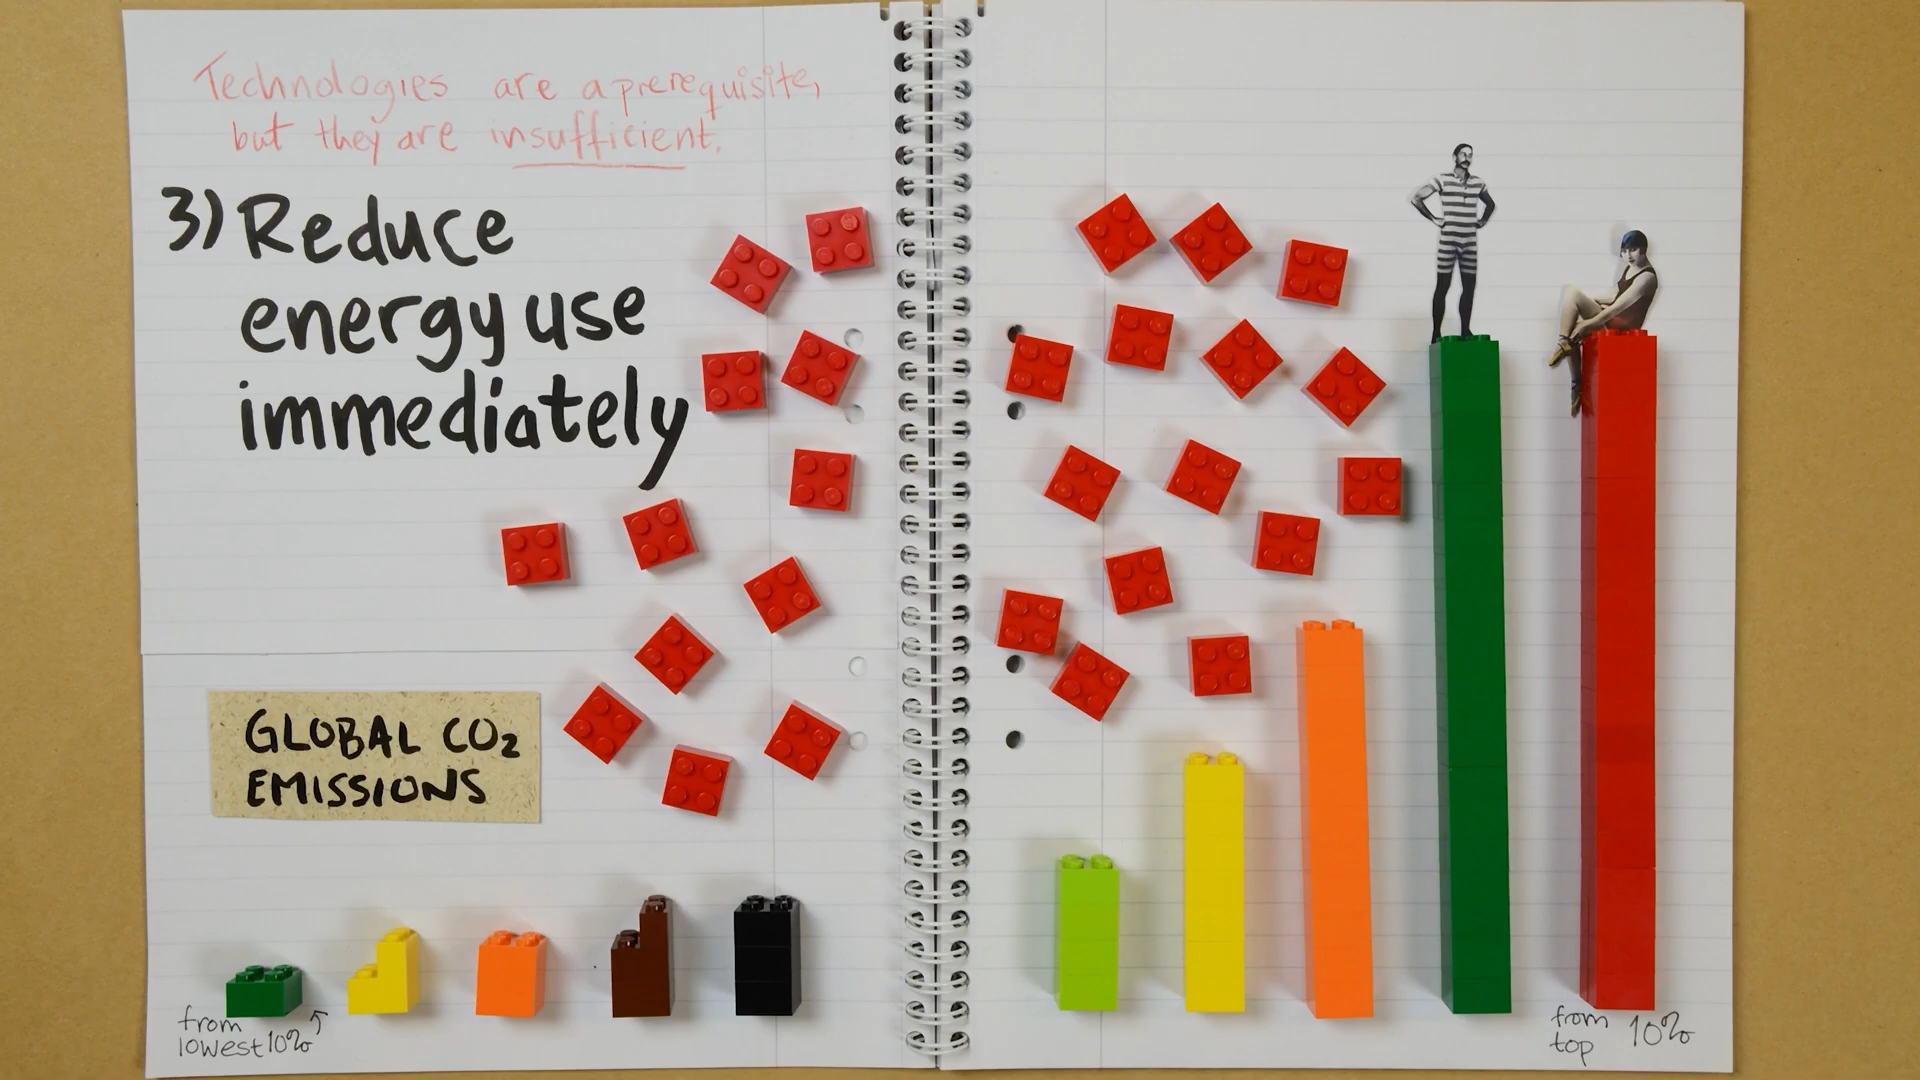 Technologies are a prerequisite,
but they are insufficient.
3) Reduce
energy use
immediately
GLOBAL CO₂
EMISSIONS
from
lowest 10%
from
top 10%